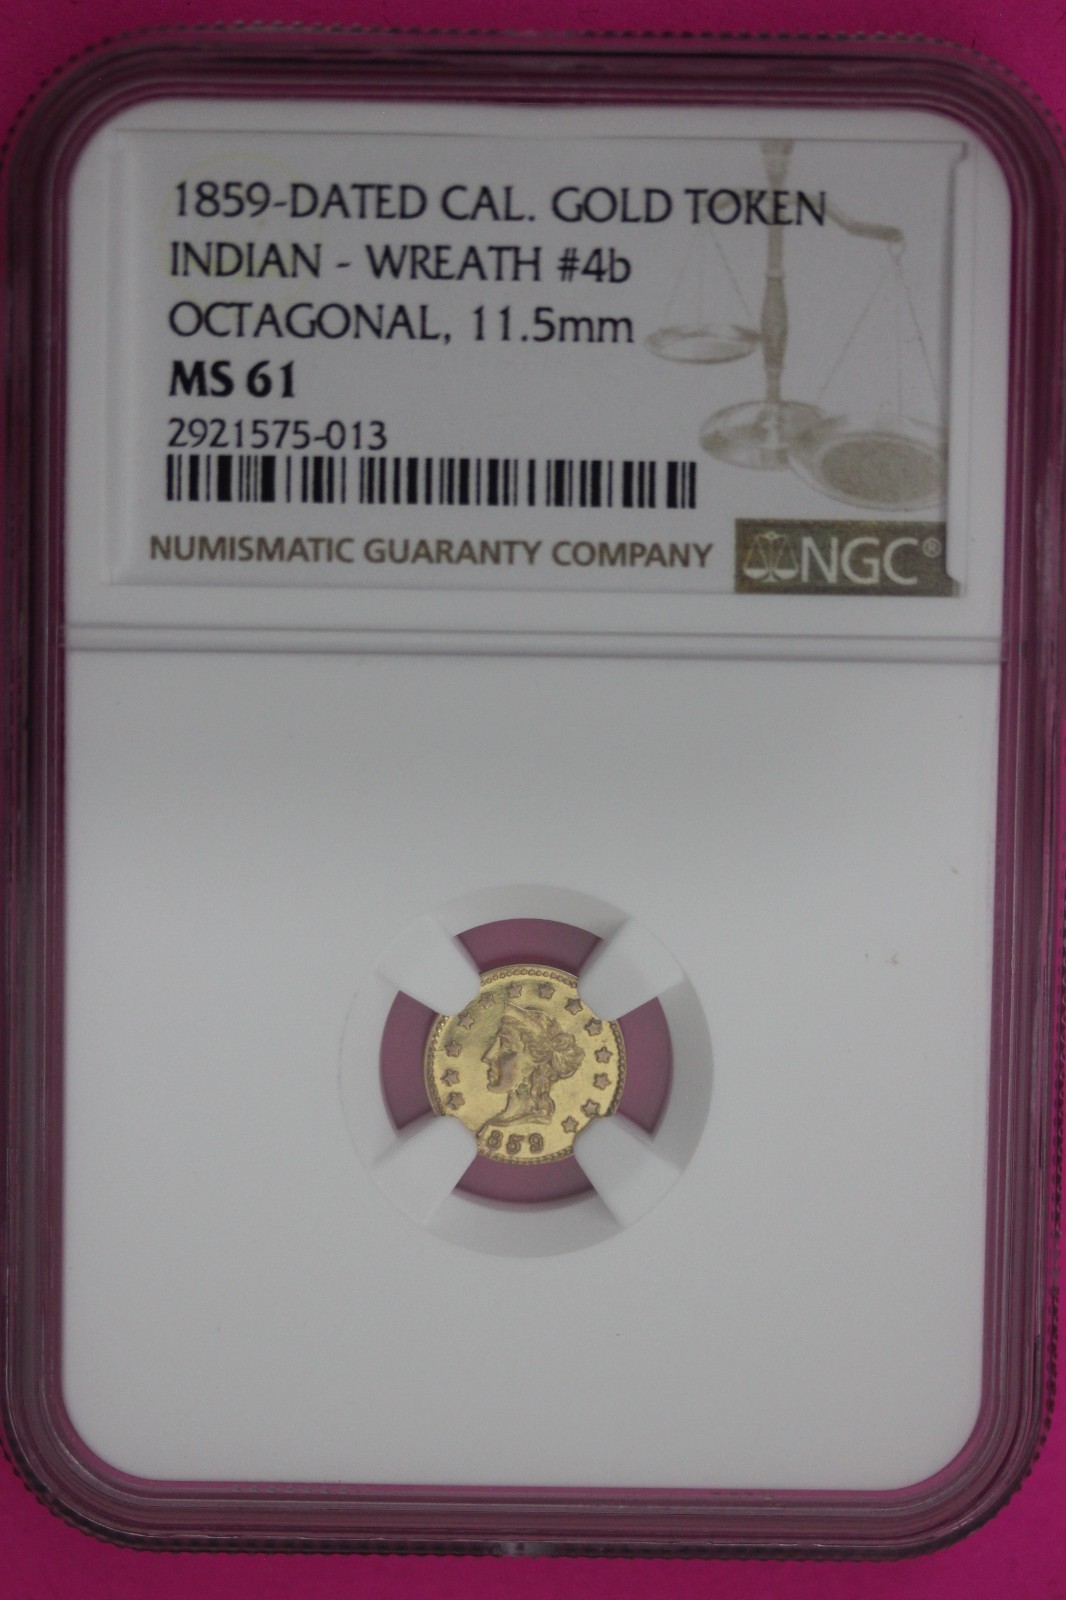 1859-DATED CAL. GOLD TOKEN
INDIAN - WREATH #4b
OCTAGONAL, 11.5mm
MS 61
2921575-013
NUMISMATIC GUARANTY COMPANY
NGC®
859